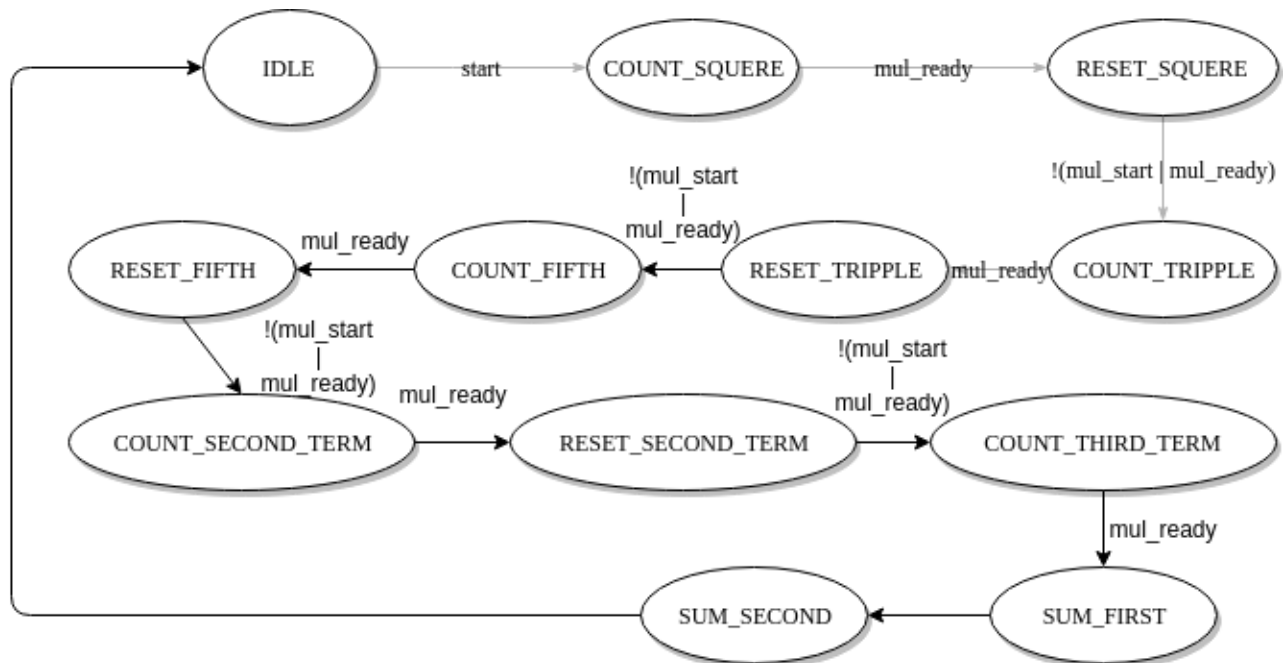 IDLE
start
COUNT_SQUERE
mul_ready
RESET_SQUERE
!(mul_start | mul_ready)
COUNT_TRIPPLE
mul_ready
RESET_TRIPPLE
!(mul_start
|
mul_ready)
COUNT_FIFTH
mul_ready
RESET_FIFTH
!(mul_start
|
mul_ready)
COUNT_SECOND_TERM
mul_ready
RESET_SECOND_TERM
!(mul_start
|
mul_ready)
COUNT_THIRD_TERM
mul_ready
SUM_FIRST
SUM_SECOND